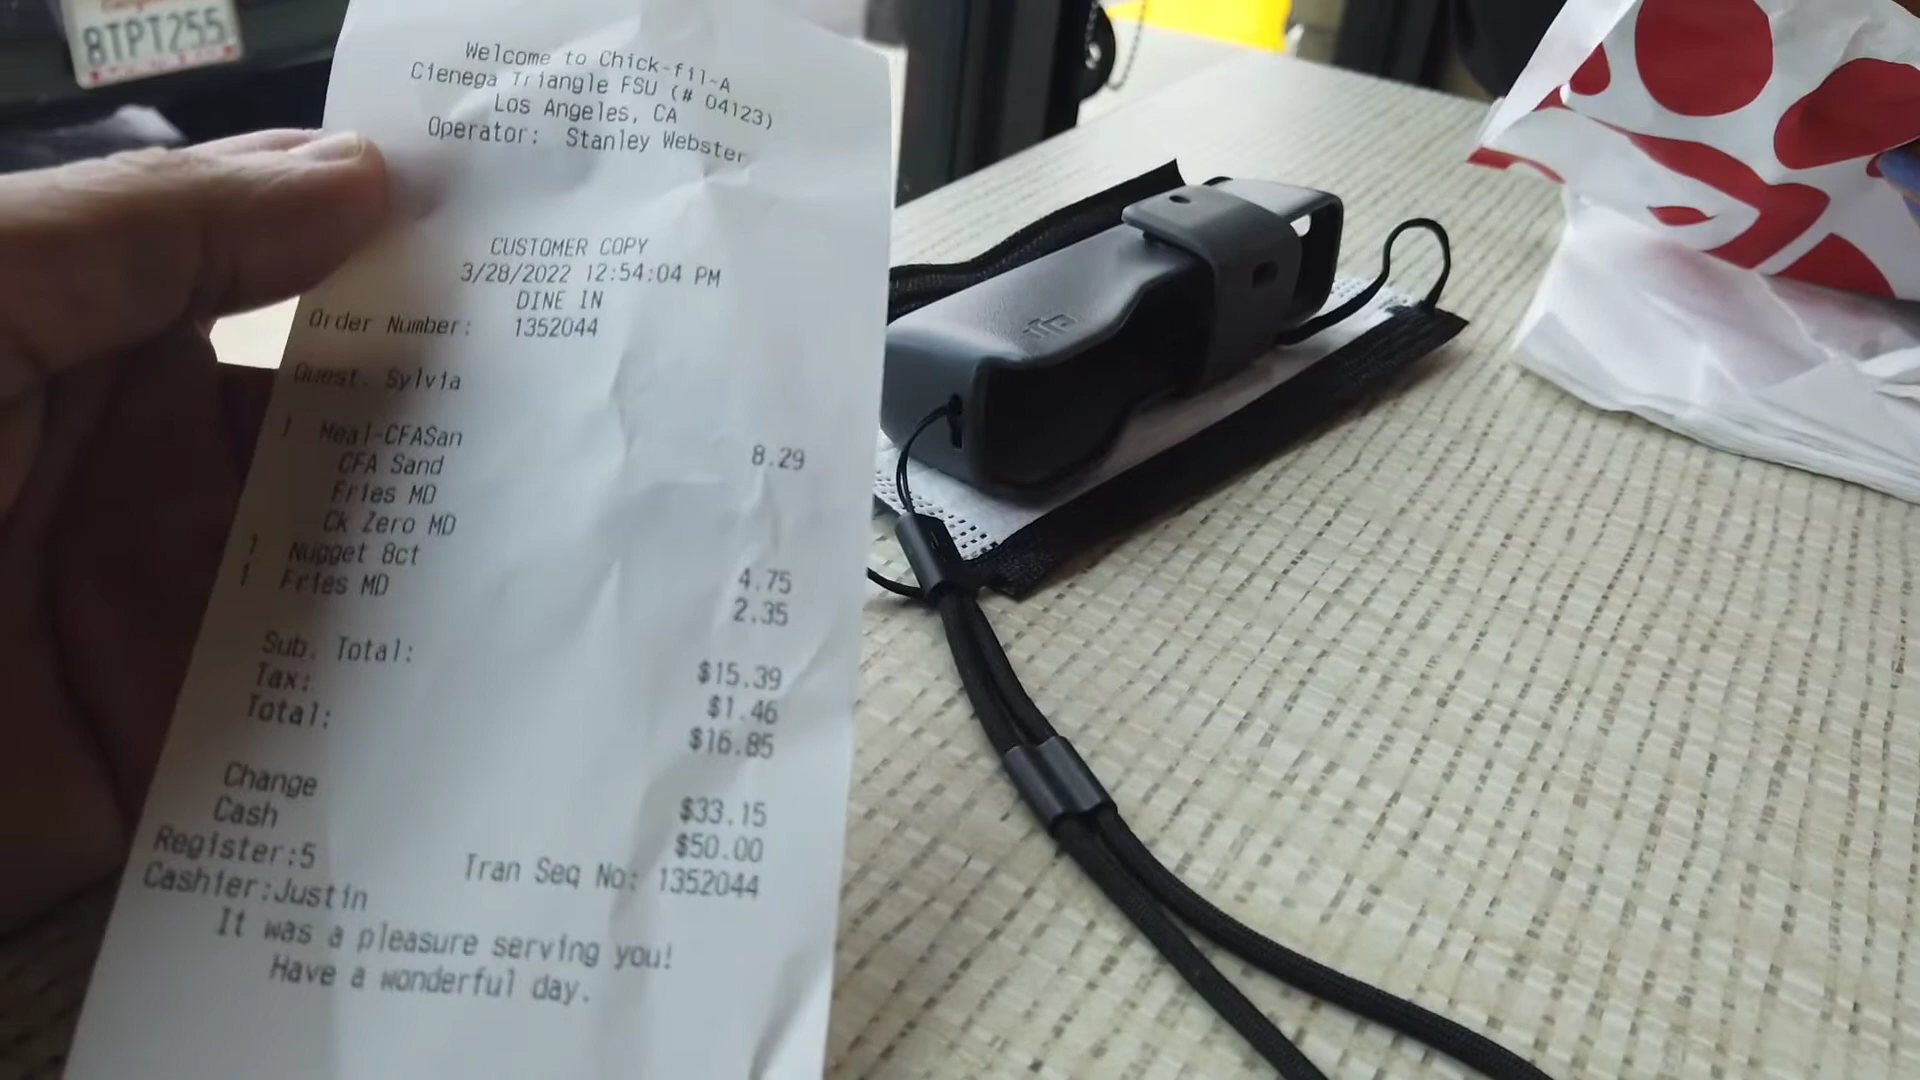 8TPT255
Welcome to Chick-fil-A
Cienega Triangle FSU (# 04123)
Los Angeles, CA
Operator: Stanley Webster
CUSTOMER COPY
3/28/2022 12:54:04 PM
DINE IN
Order Number: 1352044
Guest. Sylvia
1 Meal-CFASan 8.29
CFA Sand
Fries MD
Ck Zero MD
1 Nugget 8ct 4.75
1 Fries MD 2.35
Sub. Total: $15.39
Tax: $1.46
Total: $16.85
Change $33.15
Cash $50.00
Register:5 Tran Seq No: 1352044
Cashier:Justin
It was a pleasure serving you!
Have a wonderful day.
dji